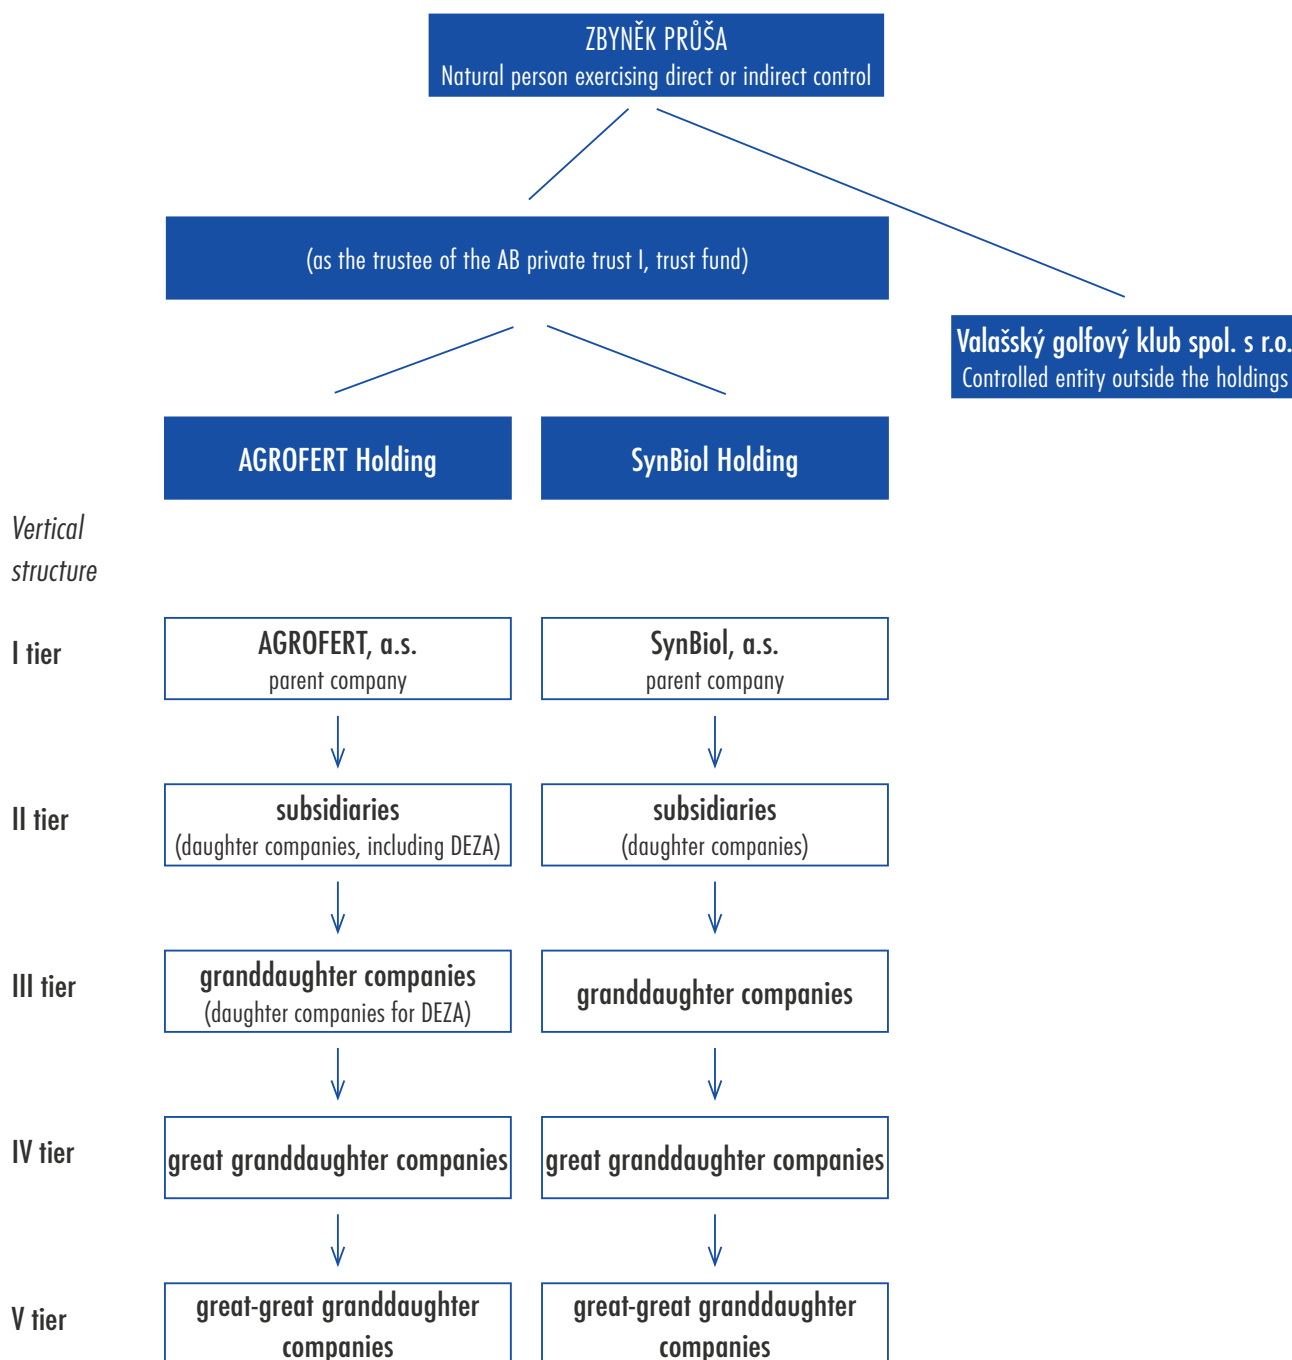 ZBYNĚK PRŮŠA
Natural person exercising direct or indirect control
(as the trustee of the AB private trust I, trust fund)
Valašský golfový klub spol. s r.o.
Controlled entity outside the holdings
AGROFERT Holding
SynBiol Holding
Vertical
structure
I tier
AGROFERT, a.s.
parent company
SynBiol, a.s.
parent company
II tier
subsidiaries
(daughter companies, including DEZA)
subsidiaries
(daughter companies)
III tier
granddaughter companies
(daughter companies for DEZA)
granddaughter companies
IV tier
great granddaughter companies
great granddaughter companies
V tier
great-great granddaughter
companies
great-great granddaughter
companies